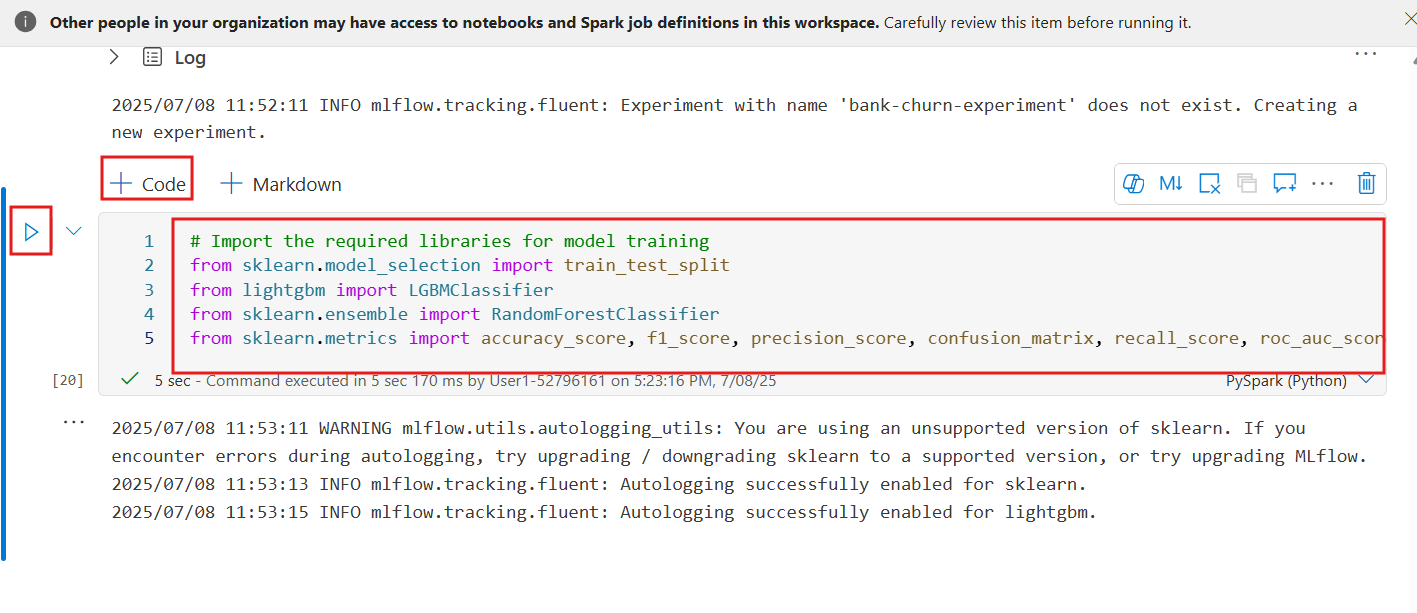 Other people in your organization may have access to notebooks and Spark job definitions in this workspace. Carefully review this item before running it.
Log
2025/07/08 11:52:11 INFO mlflow.tracking.fluent: Experiment with name 'bank-churn-experiment' does not exist. Creating a
new experiment.
Code
Markdown
M↓
1 # Import the required libraries for model training
2 from sklearn.model_selection import train_test_split
3 from lightgbm import LGBMClassifier
4 from sklearn.ensemble import RandomForestClassifier
5 from sklearn.metrics import accuracy_score, f1_score, precision_score, confusion_matrix, recall_score, roc_auc_scor
[20] 5 sec - Command executed in 5 sec 170 ms by User1-52796161 on 5:23:16 PM, 7/08/25 PySpark (Python)
2025/07/08 11:53:11 WARNING mlflow.utils.autologging_utils: You are using an unsupported version of sklearn. If you
encounter errors during autologging, try upgrading / downgrading sklearn to a supported version, or try upgrading MLflow.
2025/07/08 11:53:13 INFO mlflow.tracking.fluent: Autologging successfully enabled for sklearn.
2025/07/08 11:53:15 INFO mlflow.tracking.fluent: Autologging successfully enabled for lightgbm.